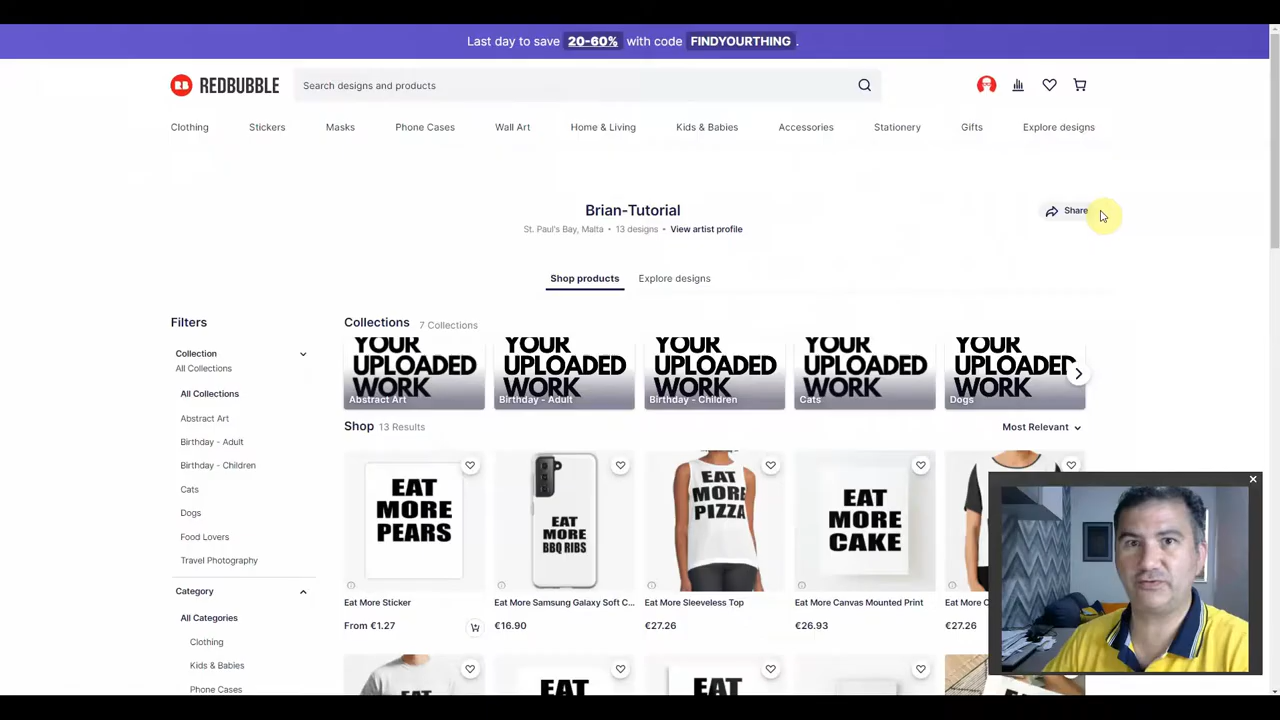 Last day to save 20-60% with code FINDYOURTHING .
REDBUBBLE
Search designs and products
Clothing Stickers Masks Phone Cases Wall Art Home & Living Kids & Babies Accessories Stationery Gifts Explore designs
Brian-Tutorial
Share
St. Paul's Bay, Malta • 13 designs • View artist profile
Shop products Explore designs
Filters
Collection
All Collections
All Collections
Abstract Art
Birthday - Adult
Birthday - Children
Cats
Dogs
Food Lovers
Travel Photography
Category
All Categories
Clothing
Kids & Babies
Phone Cases
Collections 7 Collections
YOUR UPLOADED WORK
Abstract Art
YOUR UPLOADED WORK
Birthday - Adult
YOUR UPLOADED WORK
Birthday - Children
YOUR UPLOADED WORK
Cats
YOUR UPLOADED WORK
Dogs
Shop 13 Results
Most Relevant
EAT
MORE
PEARS
Eat More Sticker
From €1.27
EAT
MORE
BBQ RIBS
Eat More Samsung Galaxy Soft C...
€16.90
EAT
MORE
PIZZA
Eat More Sleeveless Top
€27.26
EAT
MORE
CAKE
Eat More Canvas Mounted Print
€26.93
Eat More
€27.26
EAT
EAT